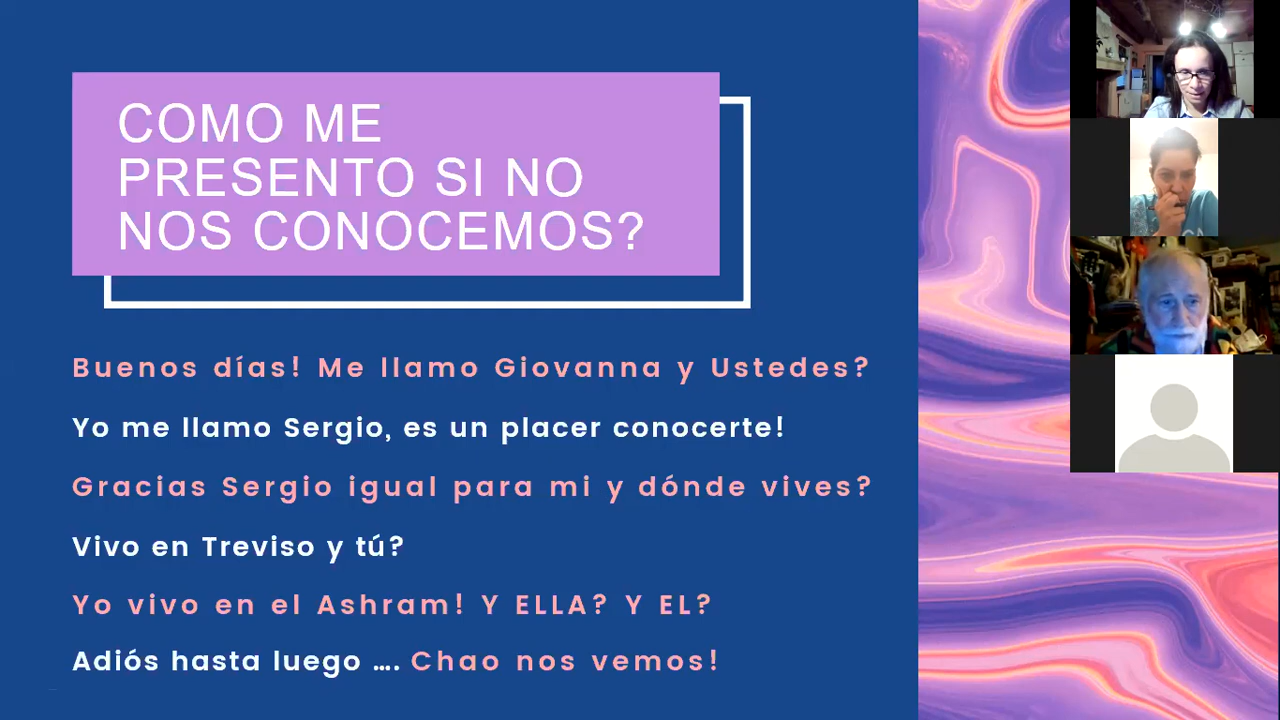 COMO ME
PRESENTO SI NO
NOS CONOCEMOS?
Buenos días! Me llamo Giovanna y Ustedes?
Yo me llamo Sergio, es un placer conocerte!
Gracias Sergio igual para mi y dónde vives?
Vivo en Treviso y tú?
Yo vivo en el Ashram! Y ELLA? Y EL?
Adiós hasta luego .... Chao nos vemos!